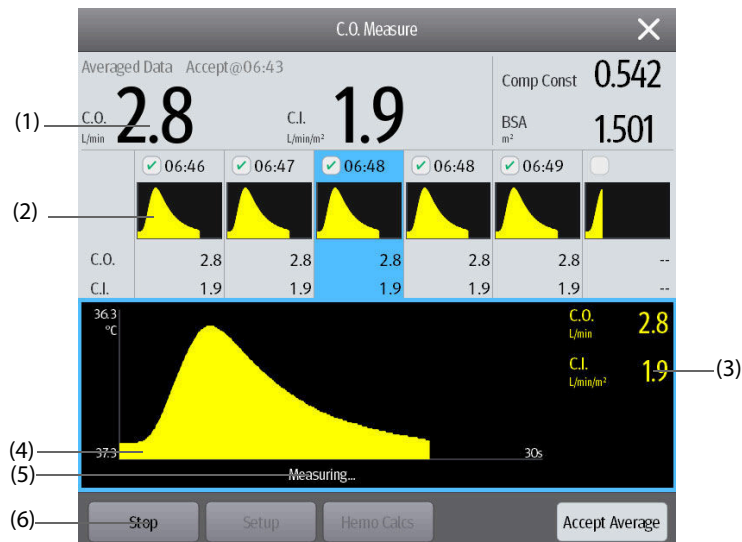 C.O. Measure
Averaged Data Accept@06:43
C.O.
L/min
2.8
C.I.
L/min/m²
1.9
Comp Const 0.542
BSA
m²
1.501
(1)
06:46 06:47 06:48 06:48 06:49
(2)
C.O. 2.8 2.8 2.8 2.8 2.8 --
C.I. 1.9 1.9 1.9 1.9 1.9 --
36.3
°C
C.O.
L/min
2.8
C.I.
L/min/m²
1.9
(3)
(4)
37.3
30s
(5)
Measuring...
(6)
Stop Setup Hemo Calcs Accept Average